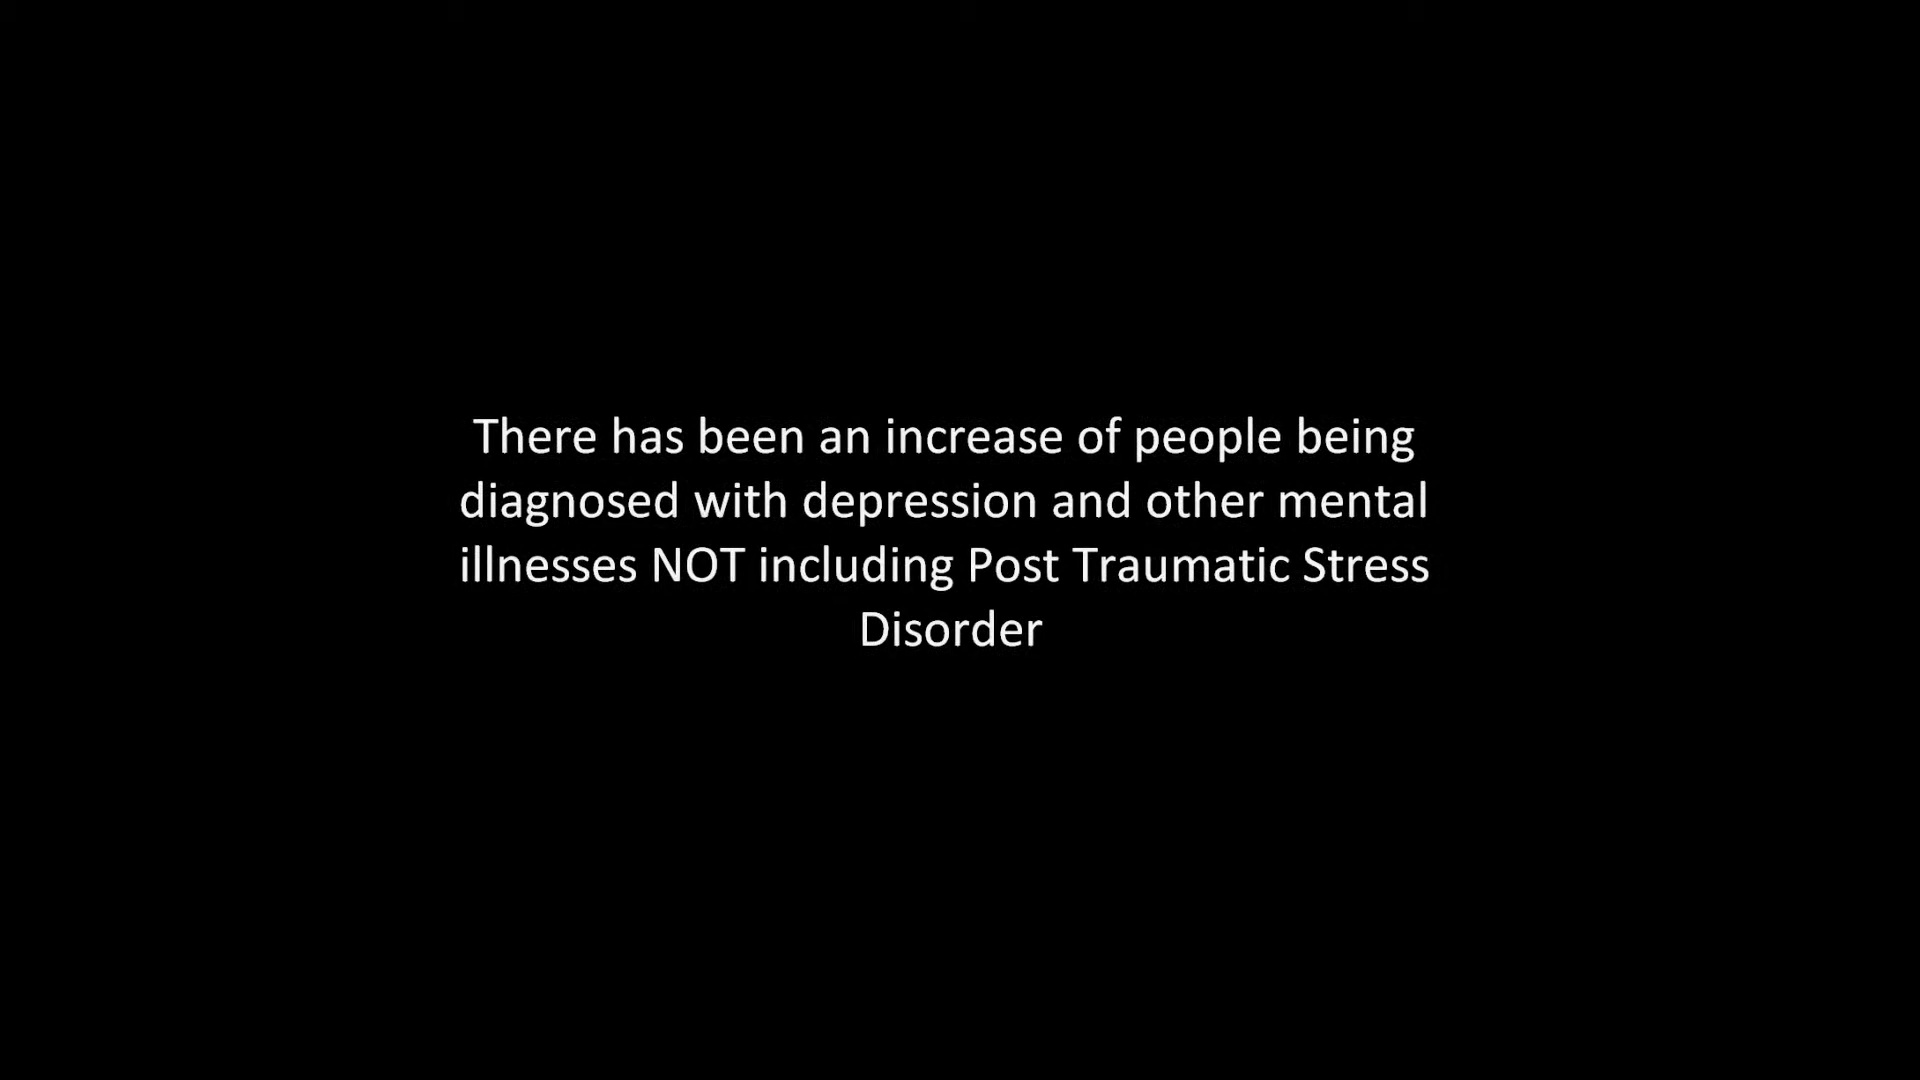 There has been an increase of people being
diagnosed with depression and other mental
illnesses NOT including Post Traumatic Stress
Disorder